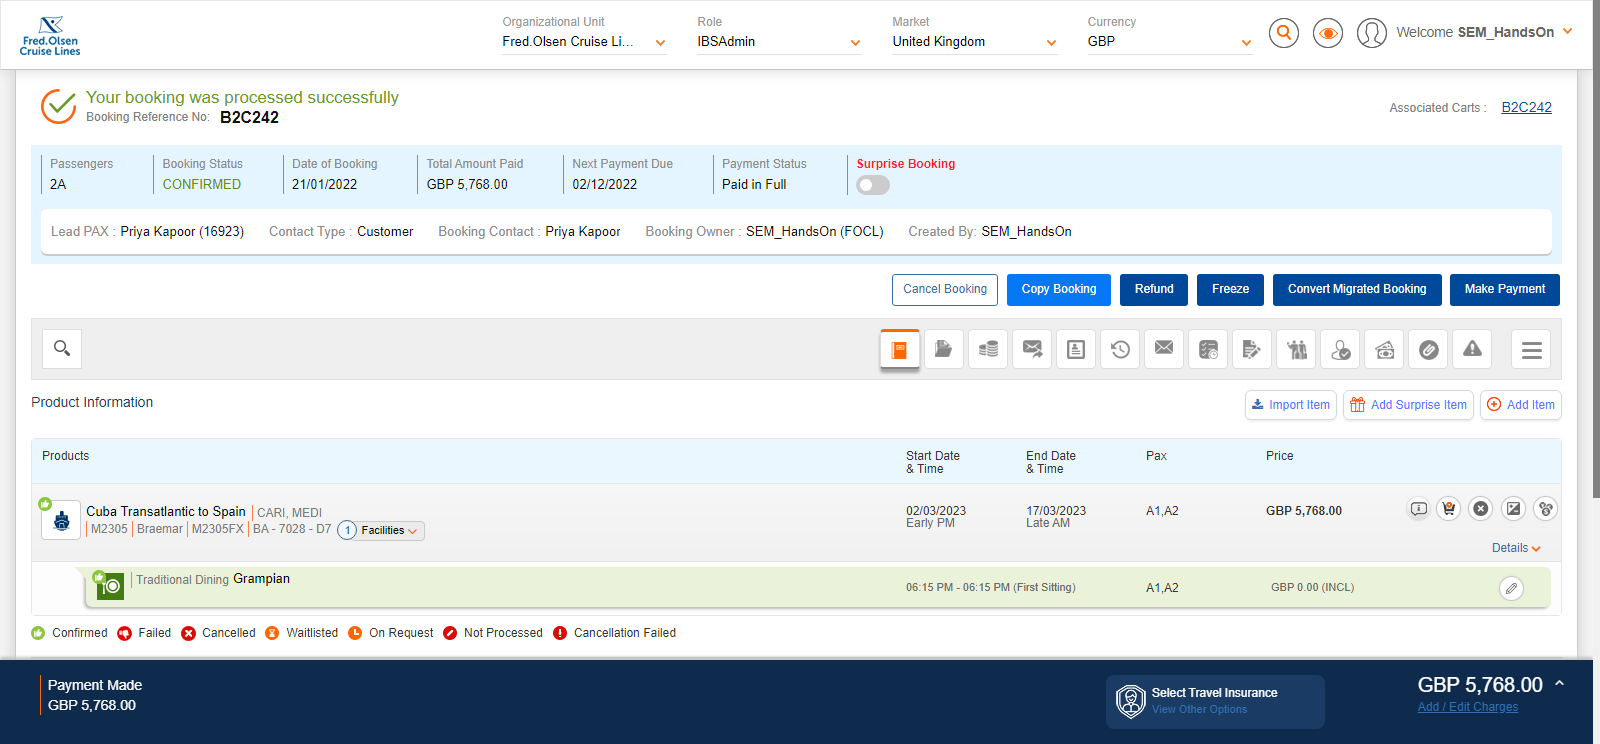 Fred.Olsen
Cruise Lines
Organizational Unit
Fred.Olsen Cruise Li...
Role
IBSAdmin
Market
United Kingdom
Currency
GBP
Welcome SEM_HandsOn
Your booking was processed successfully
Booking Reference No: B2C242
Associated Carts : B2C242
Passengers
2A
Booking Status
CONFIRMED
Date of Booking
21/01/2022
Total Amount Paid
GBP 5,768.00
Next Payment Due
02/12/2022
Payment Status
Paid in Full
Surprise Booking
Lead PAX : Priya Kapoor (16923) Contact Type : Customer Booking Contact : Priya Kapoor Booking Owner : SEM_HandsOn (FOCL) Created By: SEM_HandsOn
Cancel Booking Copy Booking Refund Freeze Convert Migrated Booking Make Payment
Product Information
Import Item Add Surprise Item Add Item
Products
Start Date
& Time
End Date
& Time
Pax
Price
Cuba Transatlantic to Spain CARI, MEDI
M2305 Braemar M2305FX BA - 7028 - D7 1 Facilities
02/03/2023
Early PM
17/03/2023
Late AM
A1,A2
GBP 5,768.00
Details
Traditional Dining Grampian
06:15 PM - 06:15 PM (First Sitting)
A1,A2
GBP 0.00 (INCL)
Confirmed Failed Cancelled Waitlisted On Request Not Processed Cancellation Failed
Payment Made
GBP 5,768.00
Select Travel Insurance
View Other Options
GBP 5,768.00
Add / Edit Charges